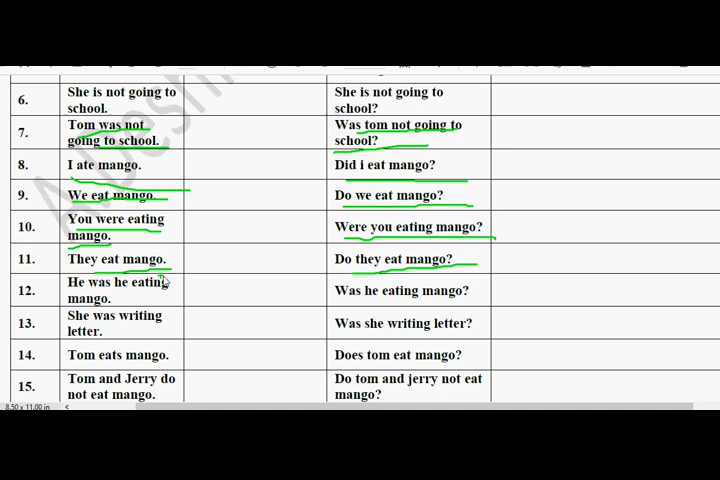 6. She is not going to She is not going to
school. school?
7. Tom was not Was tom not going to
going to school. school?
8. I ate mango. Did i eat mango?
9. We eat mango. Do we eat mango?
10. You were eating Were you eating mango?
mango.
11. They eat mango. Do they eat mango?
12. He was he eating Was he eating mango?
mango.
13. She was writing Was she writing letter?
letter.
14. Tom eats mango. Does tom eat mango?
15. Tom and Jerry do Do tom and jerry not eat
not eat mango. mango?
8.50 x 11.00 in